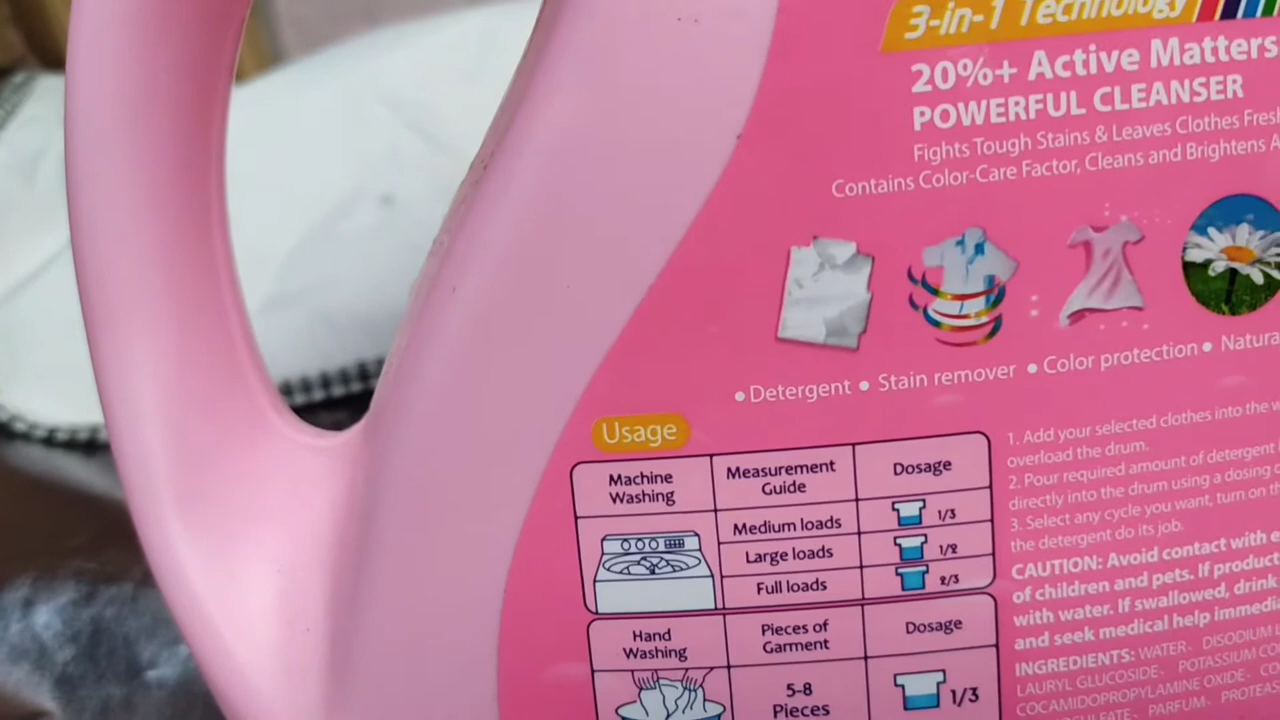 3-in-1 Technology
20%+ Active Matters
POWERFUL CLEANSER
Fights Tough Stains & Leaves Clothes Fresh
Contains Color-Care Factor, Cleans and Brightens
• Detergent • Stain remover • Color protection • Natura
Usage
Machine Washing
Measurement Guide
Dosage
Medium loads 1/3
Large loads 1/2
Full loads 2/3
Hand Washing
Pieces of Garment
Dosage
5-8 Pieces
1/3
1. Add your selected clothes into the
overload the drum.
2. Pour required amount of detergent
directly into the drum using a dosing
3. Select any cycle you want, turn on
the detergent do its job.
CAUTION: Avoid contact with
of children and pets. If product
with water. If swallowed, drink
and seek medical help
INGREDIENTS: WATER、 DISODIUM
LAURYL GLUCOSIDE、 POTASSIUM
COCAMIDOPROPYLAMINE OXIDE、
PARFUM、